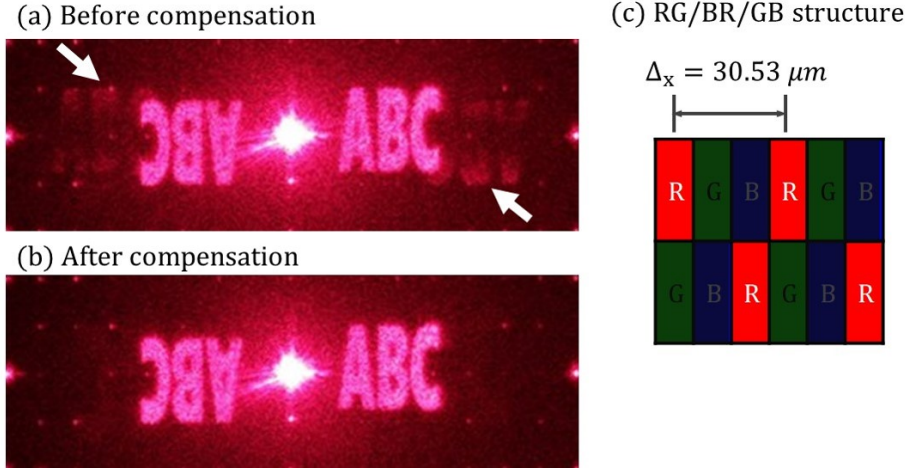 (a) Before compensation
ABC ABC
(b) After compensation
ABC ABC
(c) RG/BR/GB structure
Δx = 30.53 μm
R G B R G B
G B R G B R